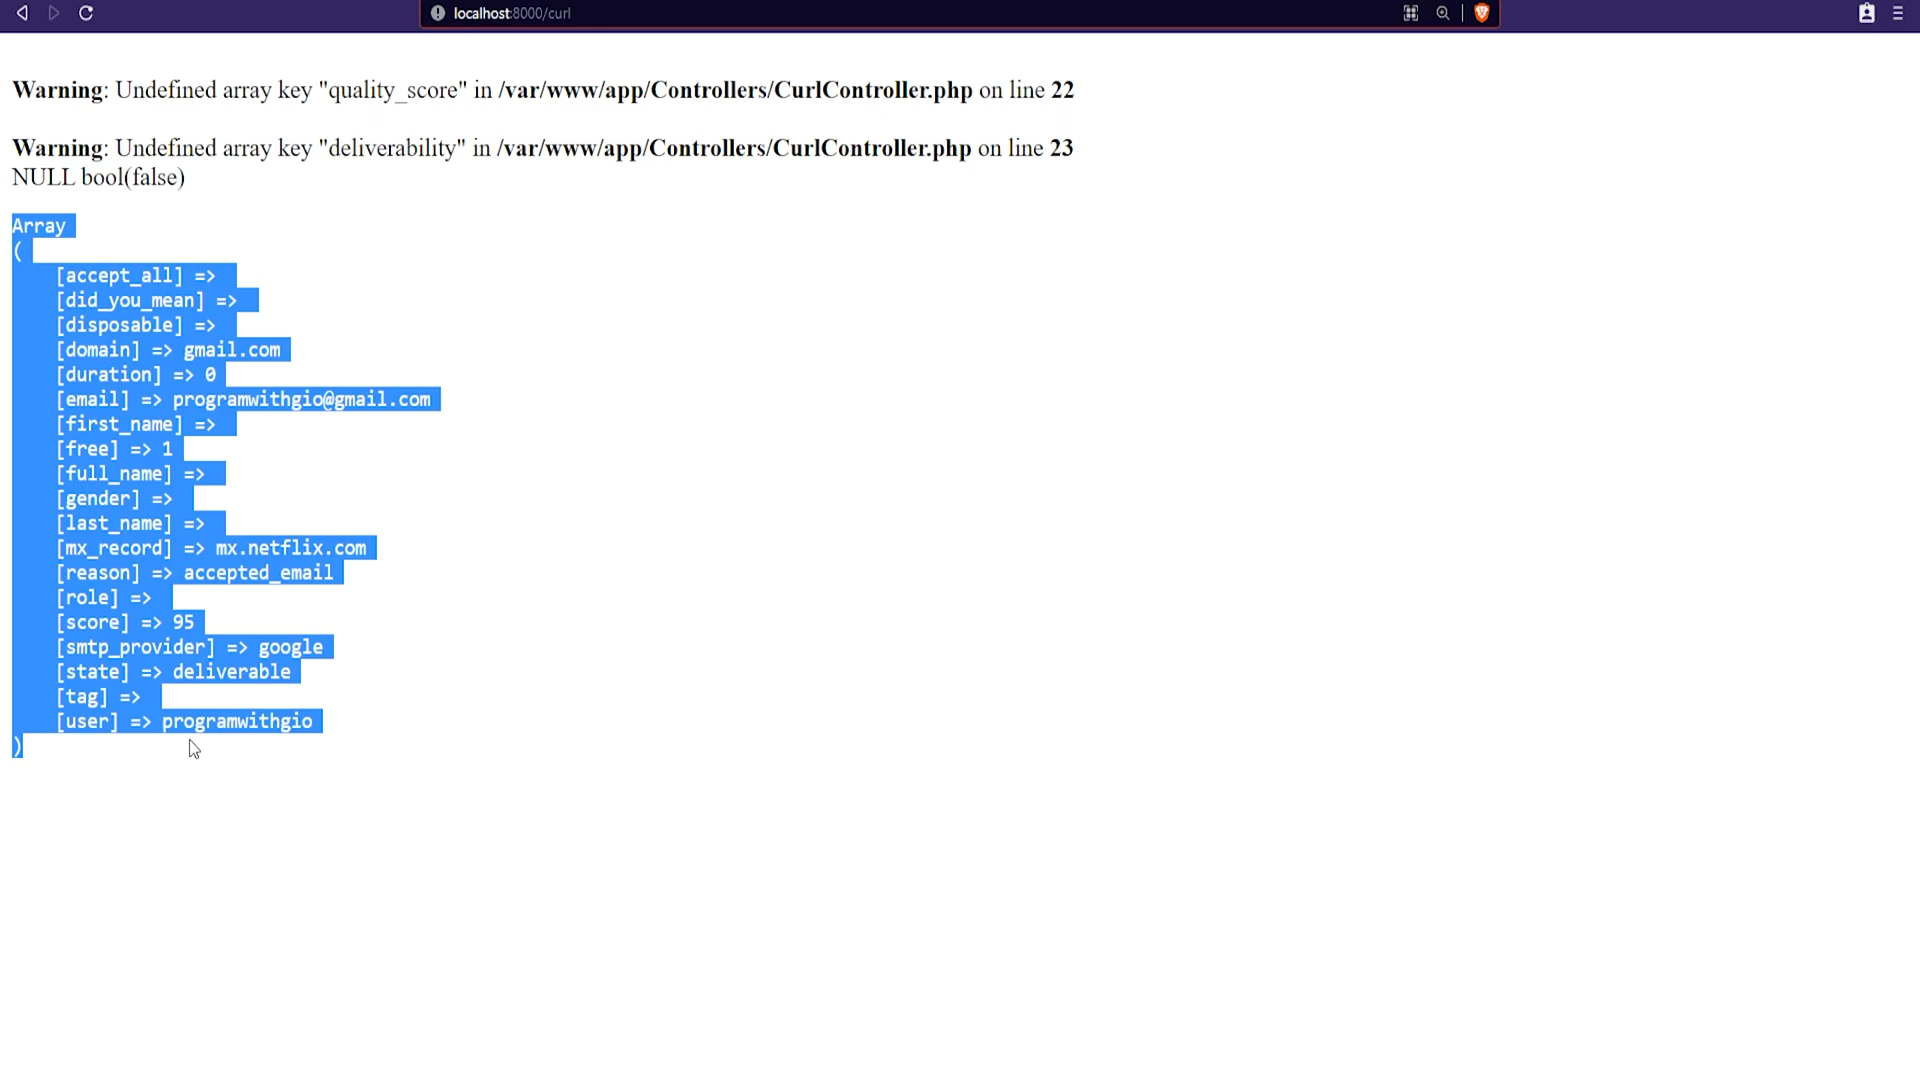 localhost:8000/curl
Warning: Undefined array key "quality_score" in /var/www/app/Controllers/CurlController.php on line 22
Warning: Undefined array key "deliverability" in /var/www/app/Controllers/CurlController.php on line 23
NULL bool(false)
Array
(
    [accept_all] =>
    [did_you_mean] =>
    [disposable] =>
    [domain] => gmail.com
    [duration] => 0
    [email] => programwithgio@gmail.com
    [first_name] =>
    [free] => 1
    [full_name] =>
    [gender] =>
    [last_name] =>
    [mx_record] => mx.netflix.com
    [reason] => accepted_email
    [role] =>
    [score] => 95
    [smtp_provider] => google
    [state] => deliverable
    [tag] =>
    [user] => programwithgio
)